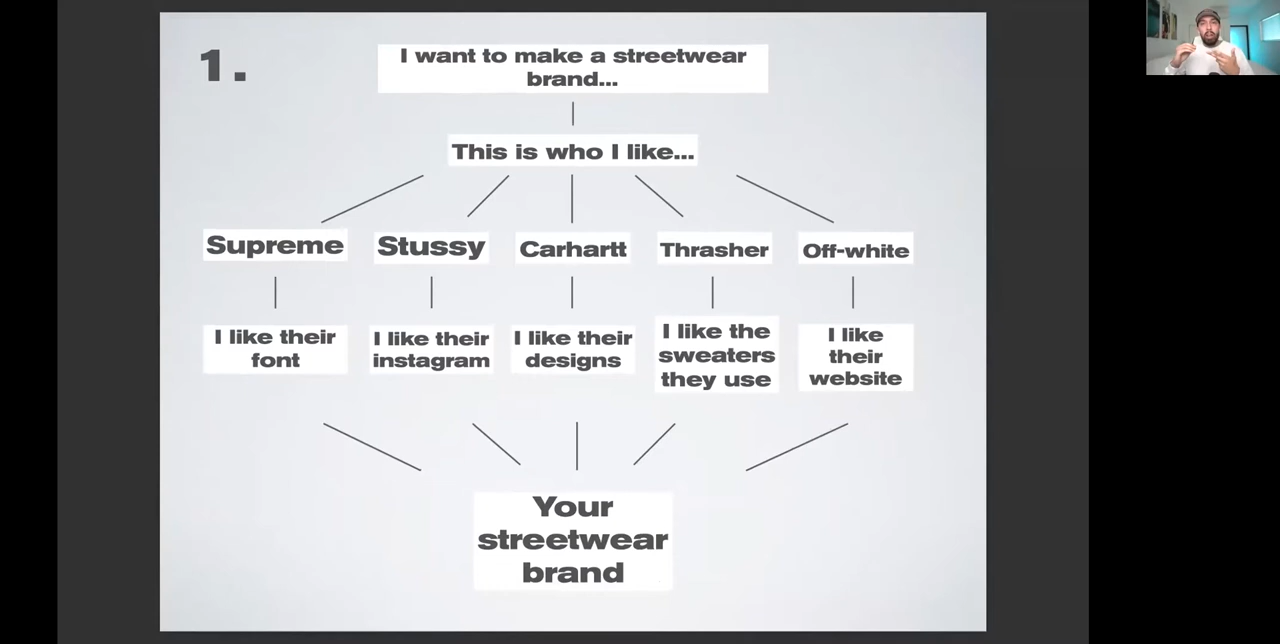 1.
I want to make a streetwear
brand...
This is who I like...
Supreme
Stussy
Carhartt
Thrasher
Off-white
I like their
font
I like their
instagram
I like their
designs
I like the
sweaters
they use
I like
their
website
Your
streetwear
brand